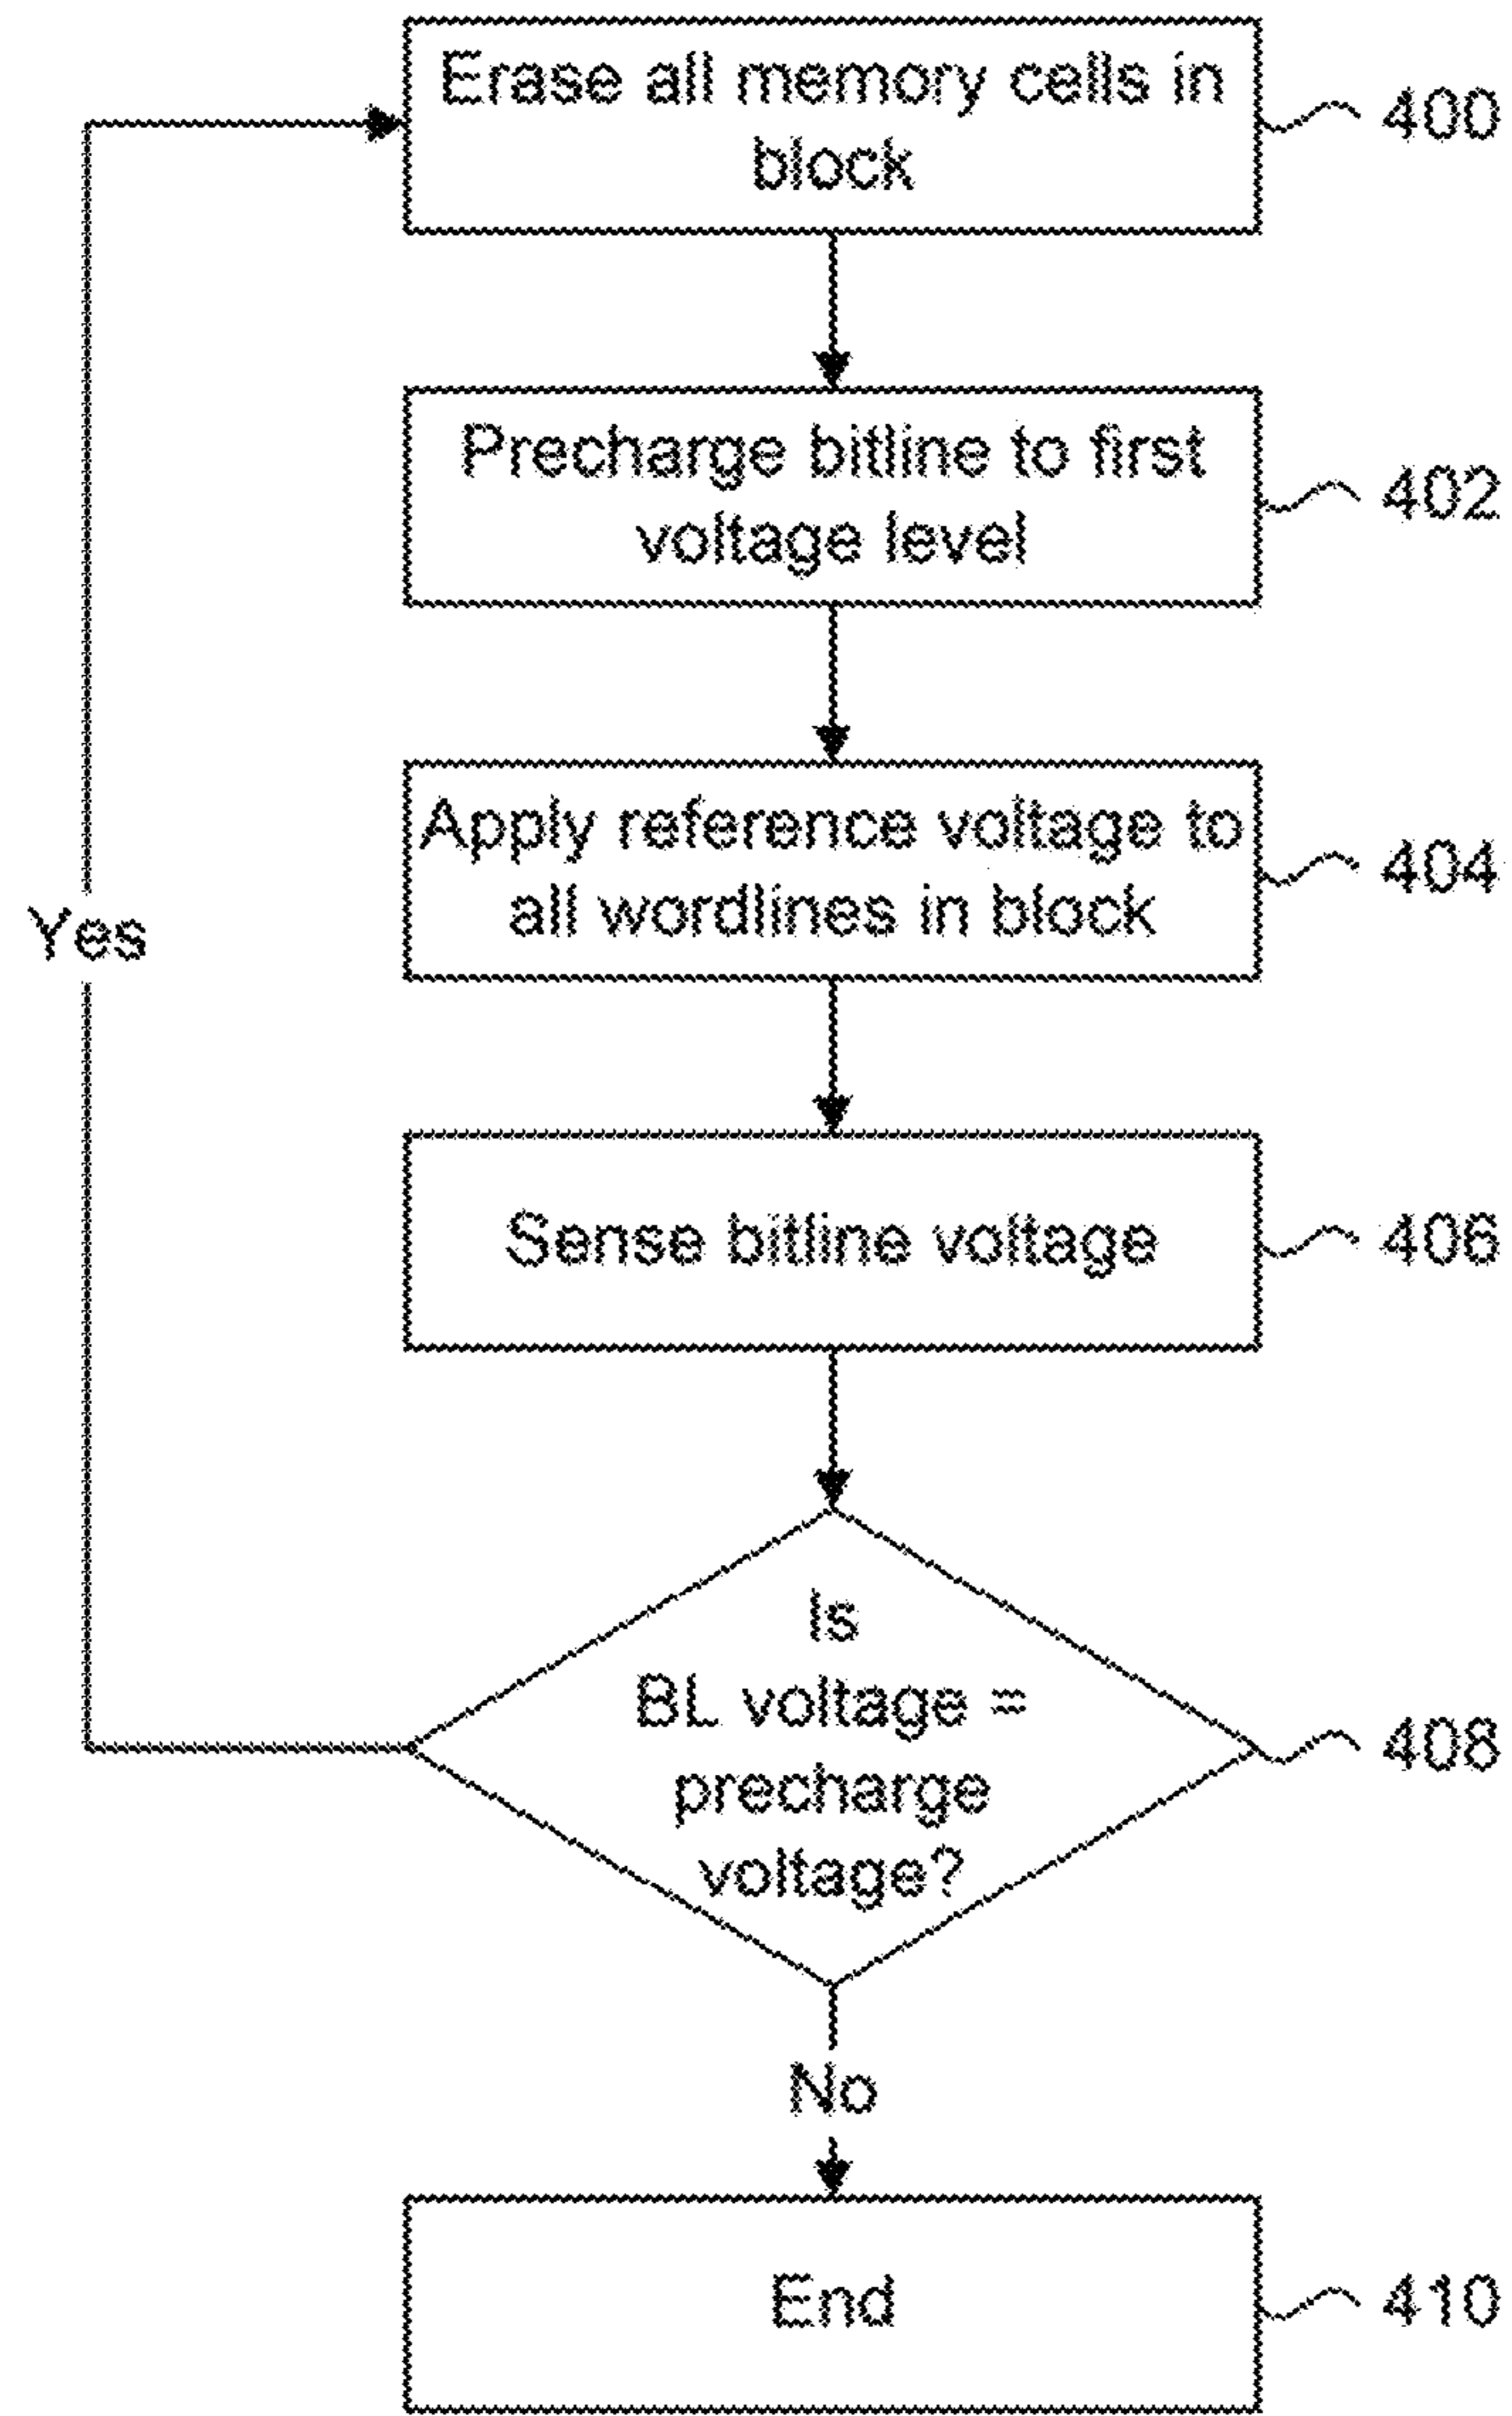 Erase all memory cells in
block
400
Precharge bitline to first
voltage level
402
Apply reference voltage to
all wordlines in block
404
Yes
Sense bitline voltage
406
Is
BL voltage =
precharge
voltage?
408
No
End
410